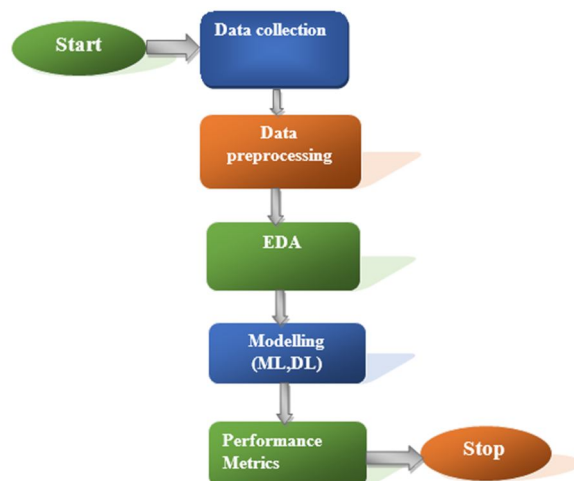 Start
Data collection
Data
preprocessing
EDA
Modelling
(ML,DL)
Performance
Metrics
Stop